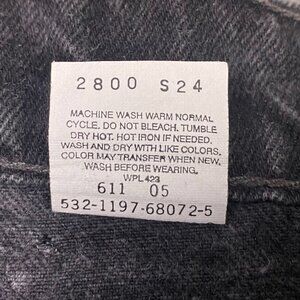 2800 S24
MACHINE WASH WARM NORMAL
CYCLE. DO NOT BLEACH. TUMBLE
DRY HOT. HOT IRON IF NEEDED.
WASH AND DRY WITH LIKE COLORS.
COLOR MAY TRANSFER WHEN NEW,
WASH BEFORE WEARING.
WPL 423
611 05
532-1197-68072-5